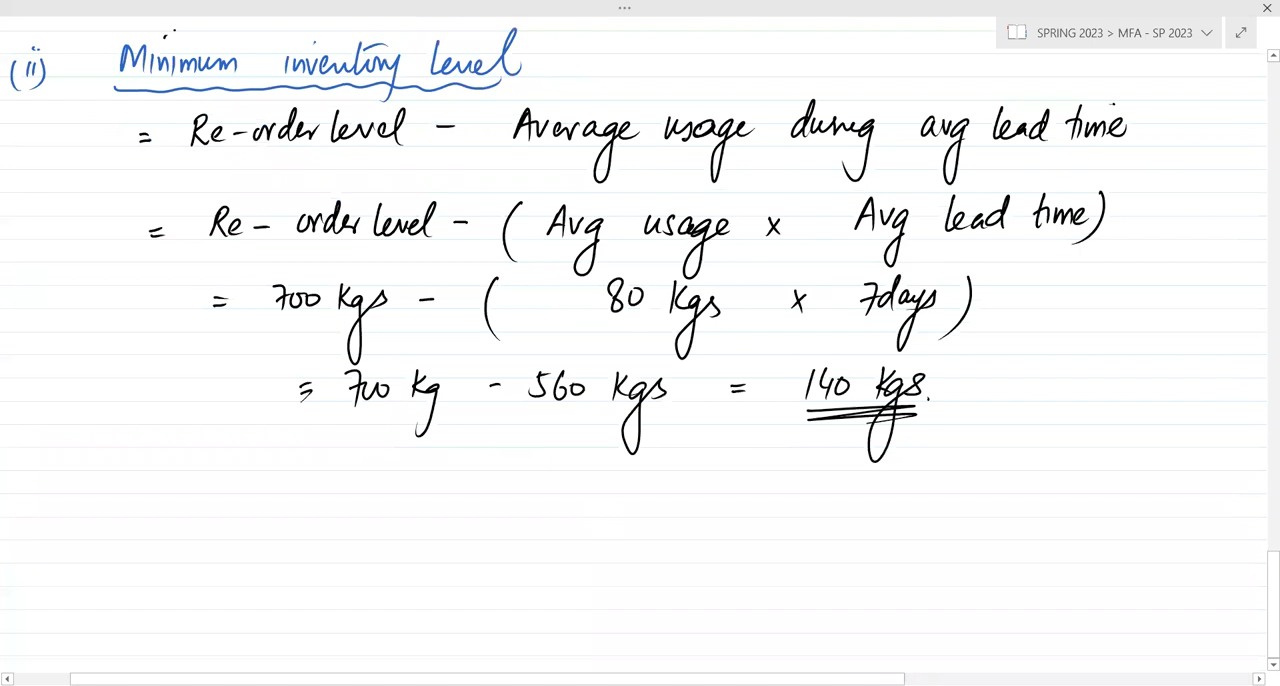 SPRING 2023 > MFA - SP 2023
(ii) Minimum inventory level
= Re-order level - Average usage during avg lead time
= Re-order level - ( Avg usage x Avg lead time)
= 700 kgs - ( 80 kgs x 7days )
= 700 kg - 560 kgs = 140 kgs.